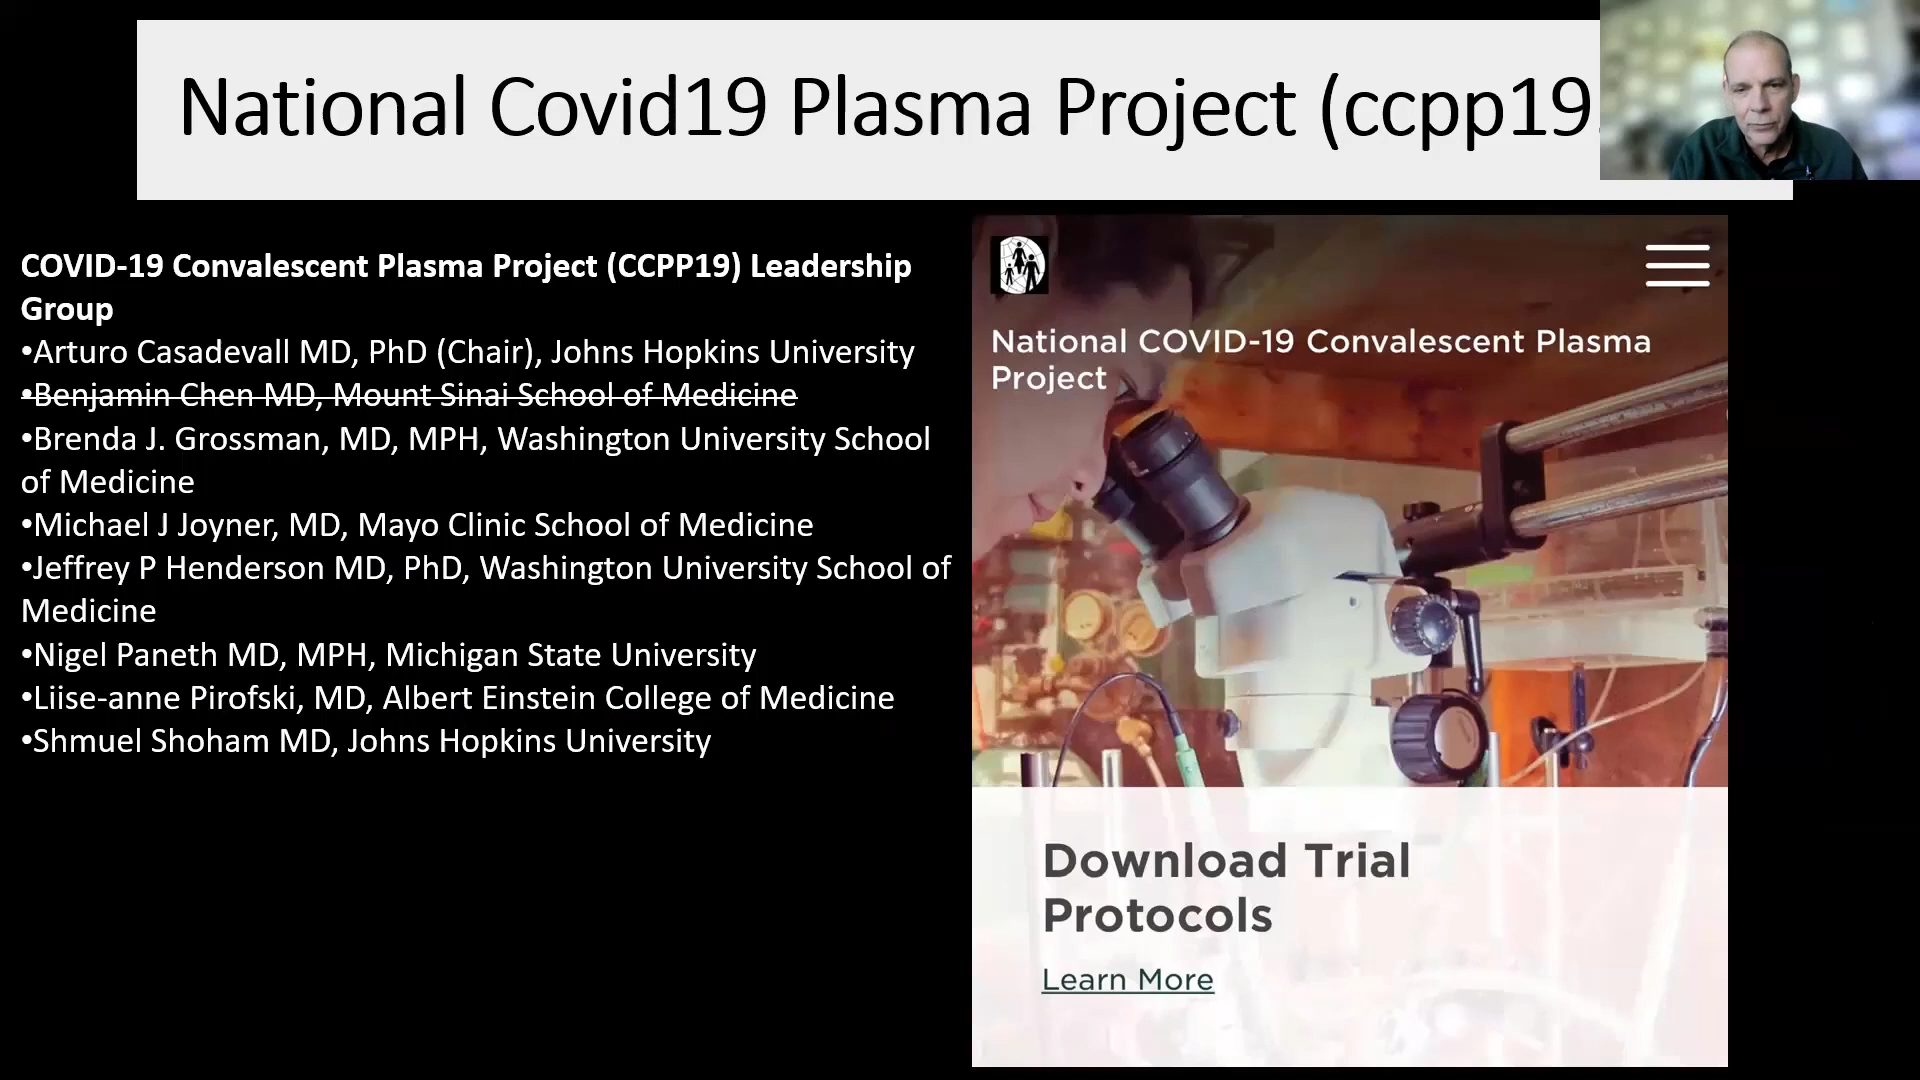 National Covid19 Plasma Project (ccpp19
COVID-19 Convalescent Plasma Project (CCPP19) Leadership
Group
•Arturo Casadevall MD, PhD (Chair), Johns Hopkins University
•Benjamin Chen MD, Mount Sinai School of Medicine
•Brenda J. Grossman, MD, MPH, Washington University School
of Medicine
•Michael J Joyner, MD, Mayo Clinic School of Medicine
•Jeffrey P Henderson MD, PhD, Washington University School of
Medicine
•Nigel Paneth MD, MPH, Michigan State University
•Liise-anne Pirofski, MD, Albert Einstein College of Medicine
•Shmuel Shoham MD, Johns Hopkins University
National COVID-19 Convalescent Plasma
Project
Download Trial
Protocols
Learn More